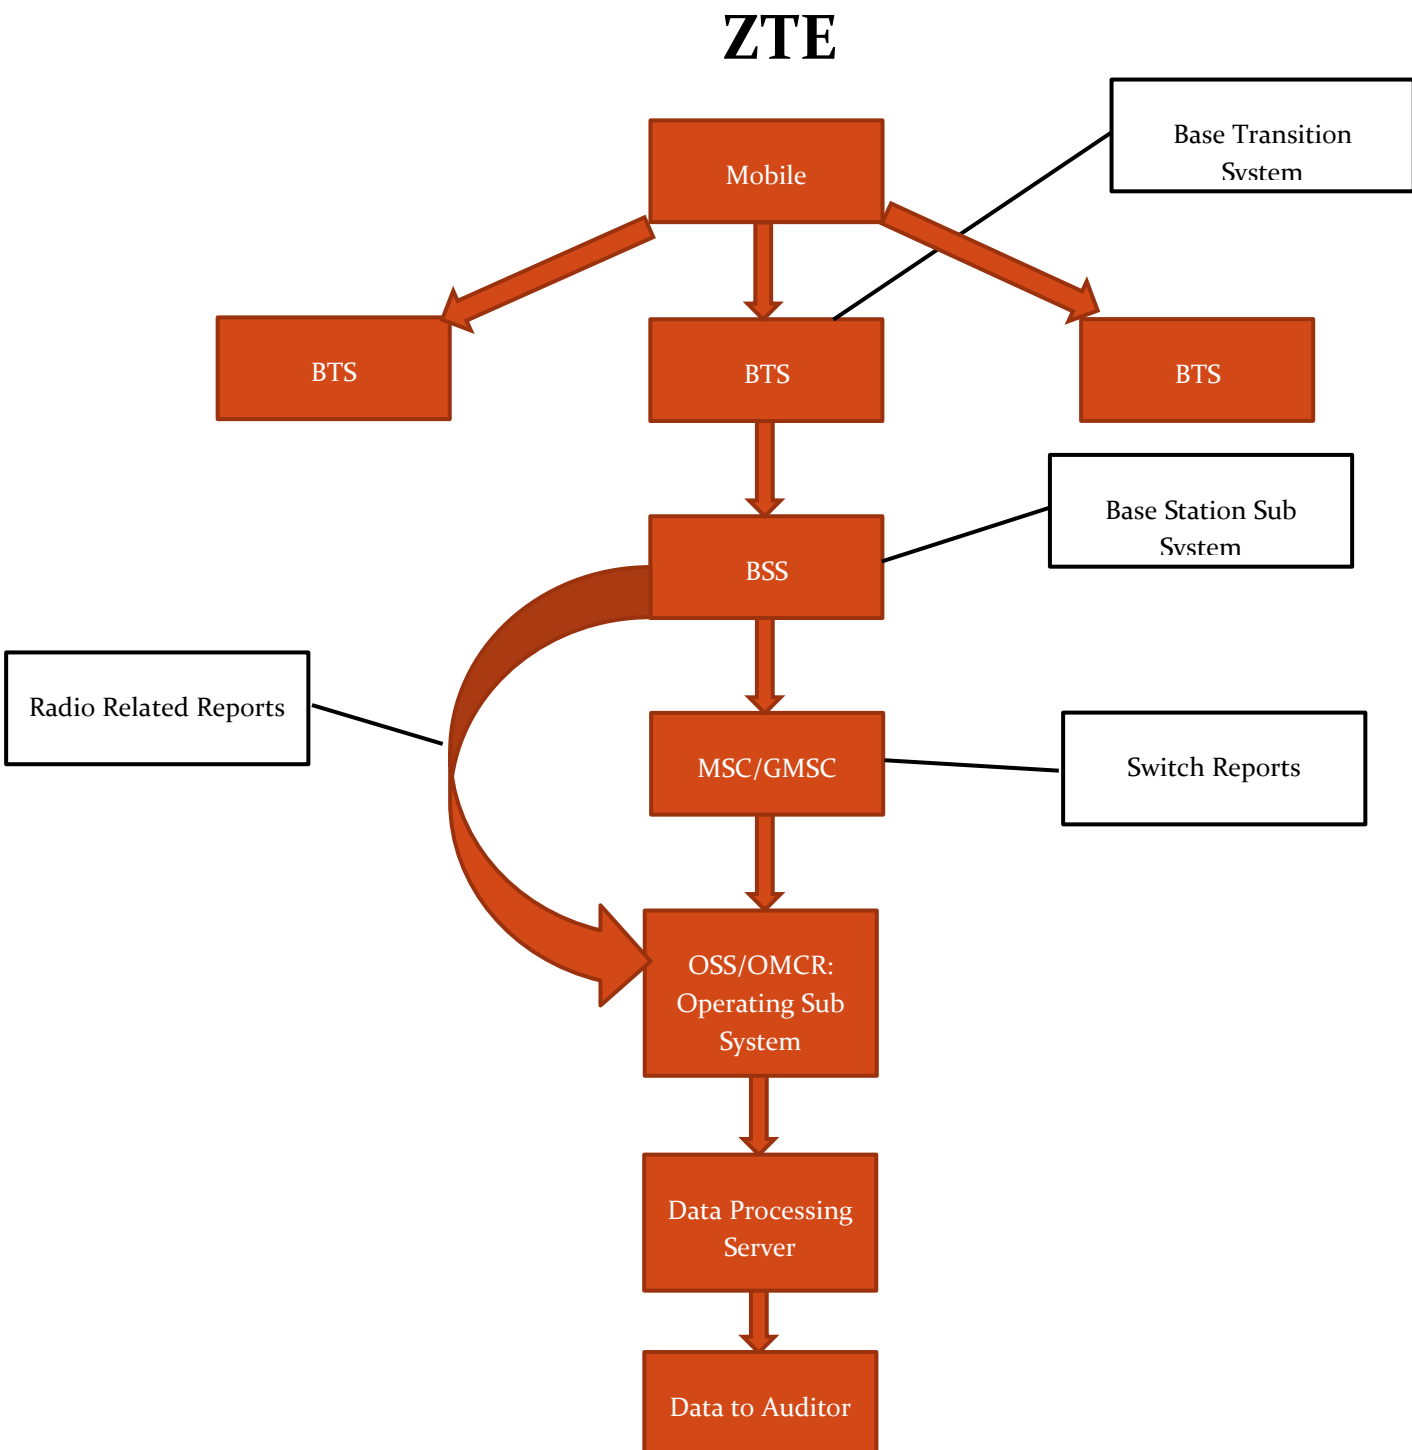 ZTE
Base Transition
System
Mobile
BTS
BTS
BTS
Base Station Sub
System
BSS
Radio Related Reports
MSC/GMSC
Switch Reports
OSS/OMCR:
Operating Sub
System
Data Processing
Server
Data to Auditor